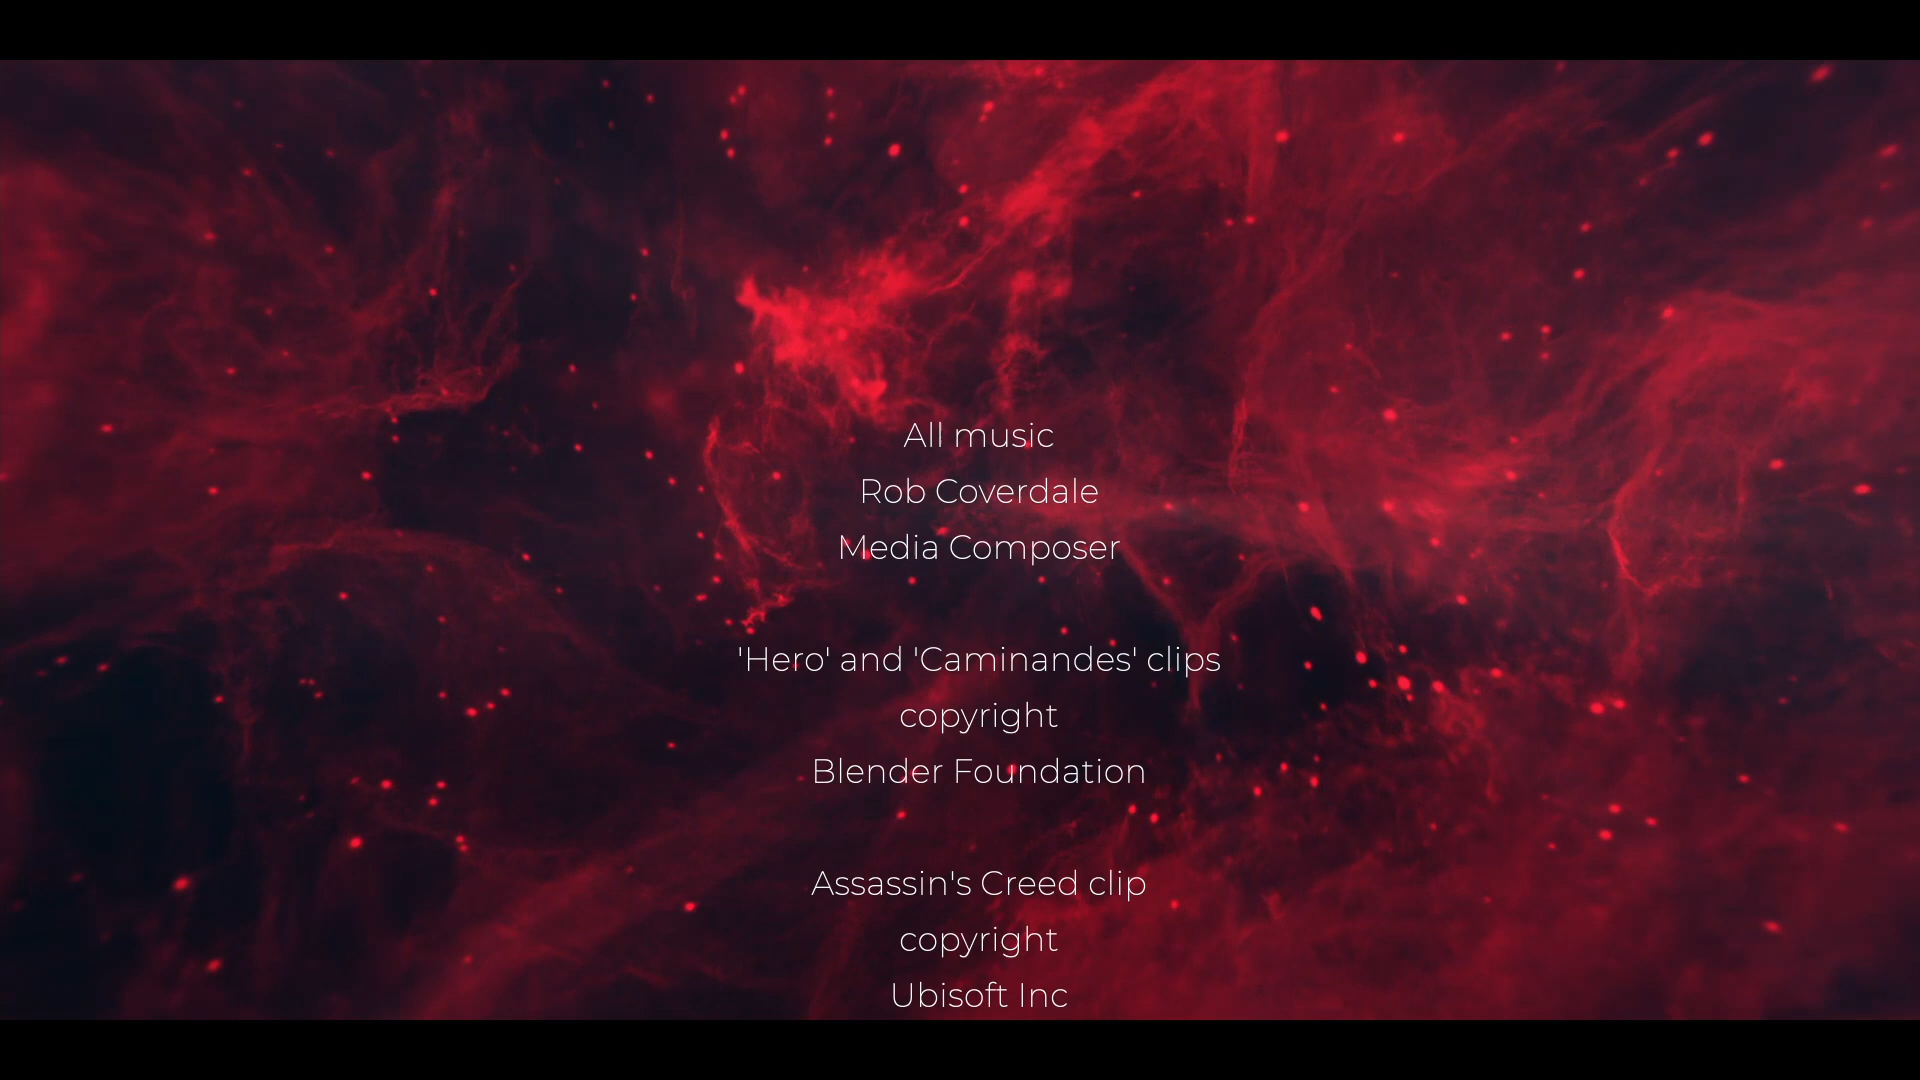 All music
Rob Coverdale
Media Composer
'Hero' and 'Caminandes' clips
copyright
Blender Foundation
Assassin's Creed clip
copyright
Ubisoft Inc